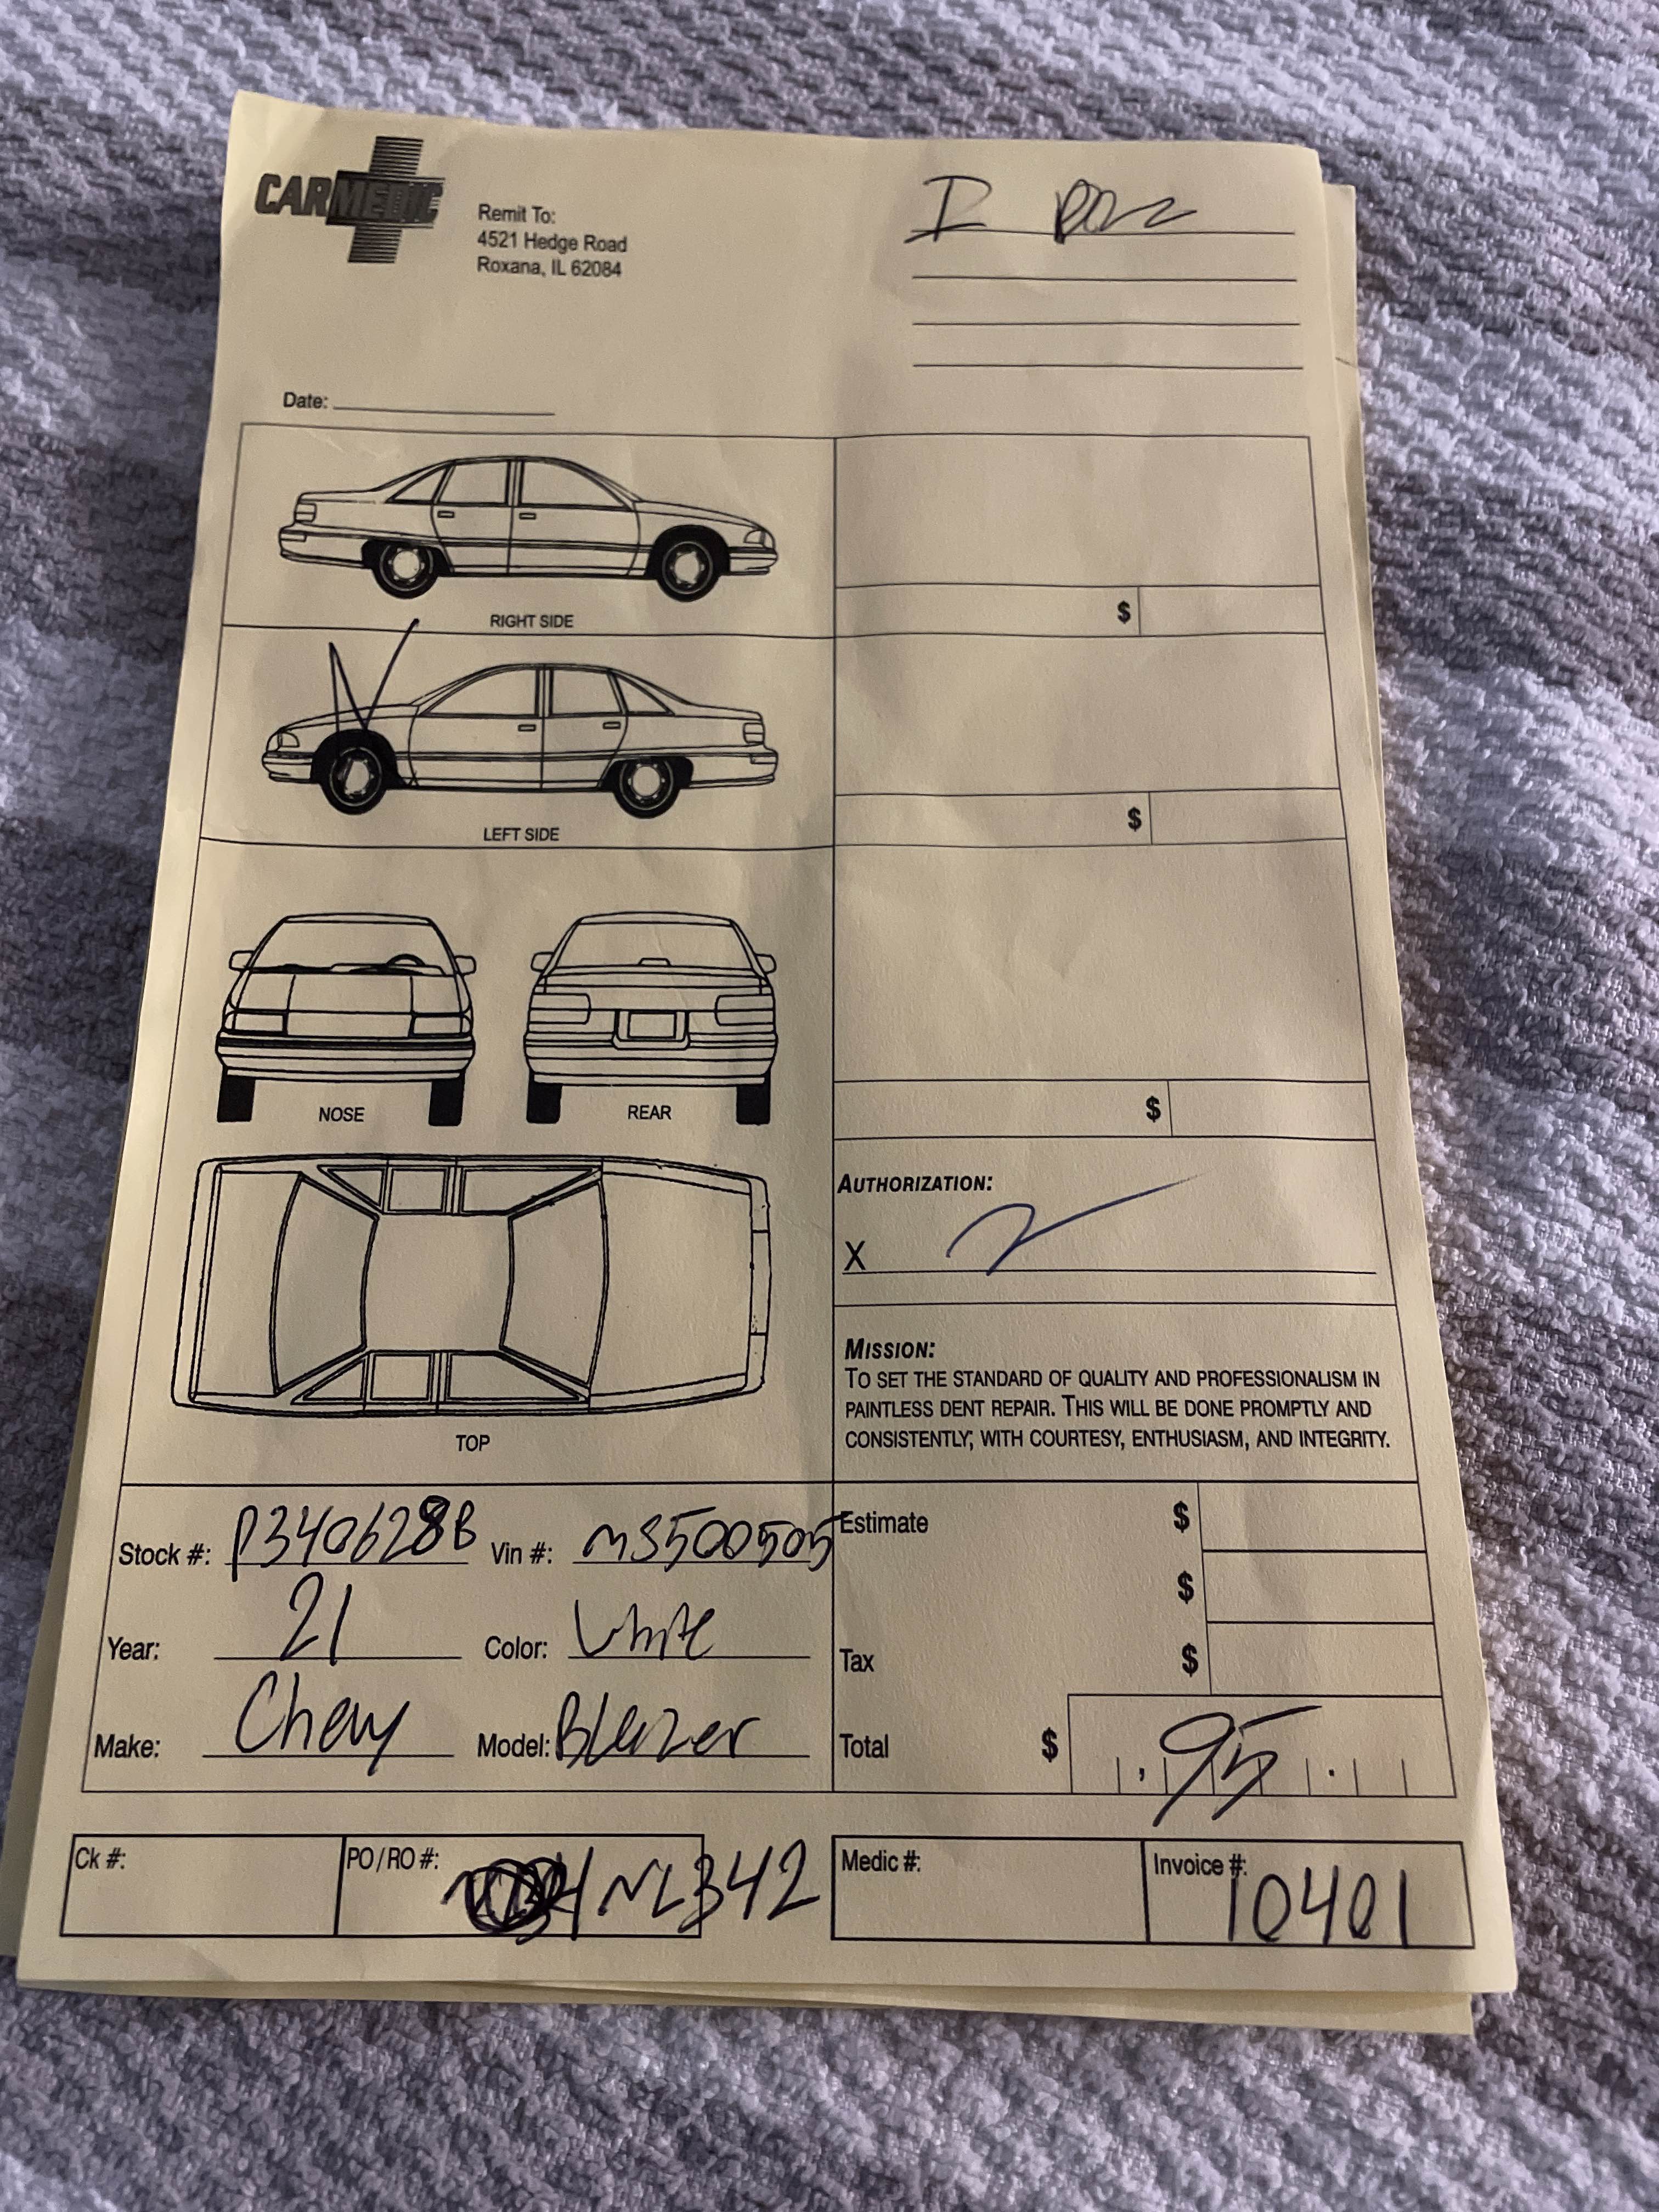 CARMEDIC
Remit To:
4521 Hedge Road
Roxana, IL 62084
I
Date:
RIGHT SIDE
$
LEFT SIDE
$
NOSE
REAR
$
TOP
AUTHORIZATION:
X
MISSION:
TO SET THE STANDARD OF QUALITY AND PROFESSIONALISM IN
PAINTLESS DENT REPAIR. THIS WILL BE DONE PROMPTLY AND
CONSISTENTLY, WITH COURTESY, ENTHUSIASM, AND INTEGRITY.
Stock #: P340628B Vin #: MS500505
Year: 21 Color: White
Make: Chevy Model: Blazer
Estimate $
$
Tax $
Total $ 95
Ck #:
PO / RO #: NL342
Medic #:
Invoice #: 10401